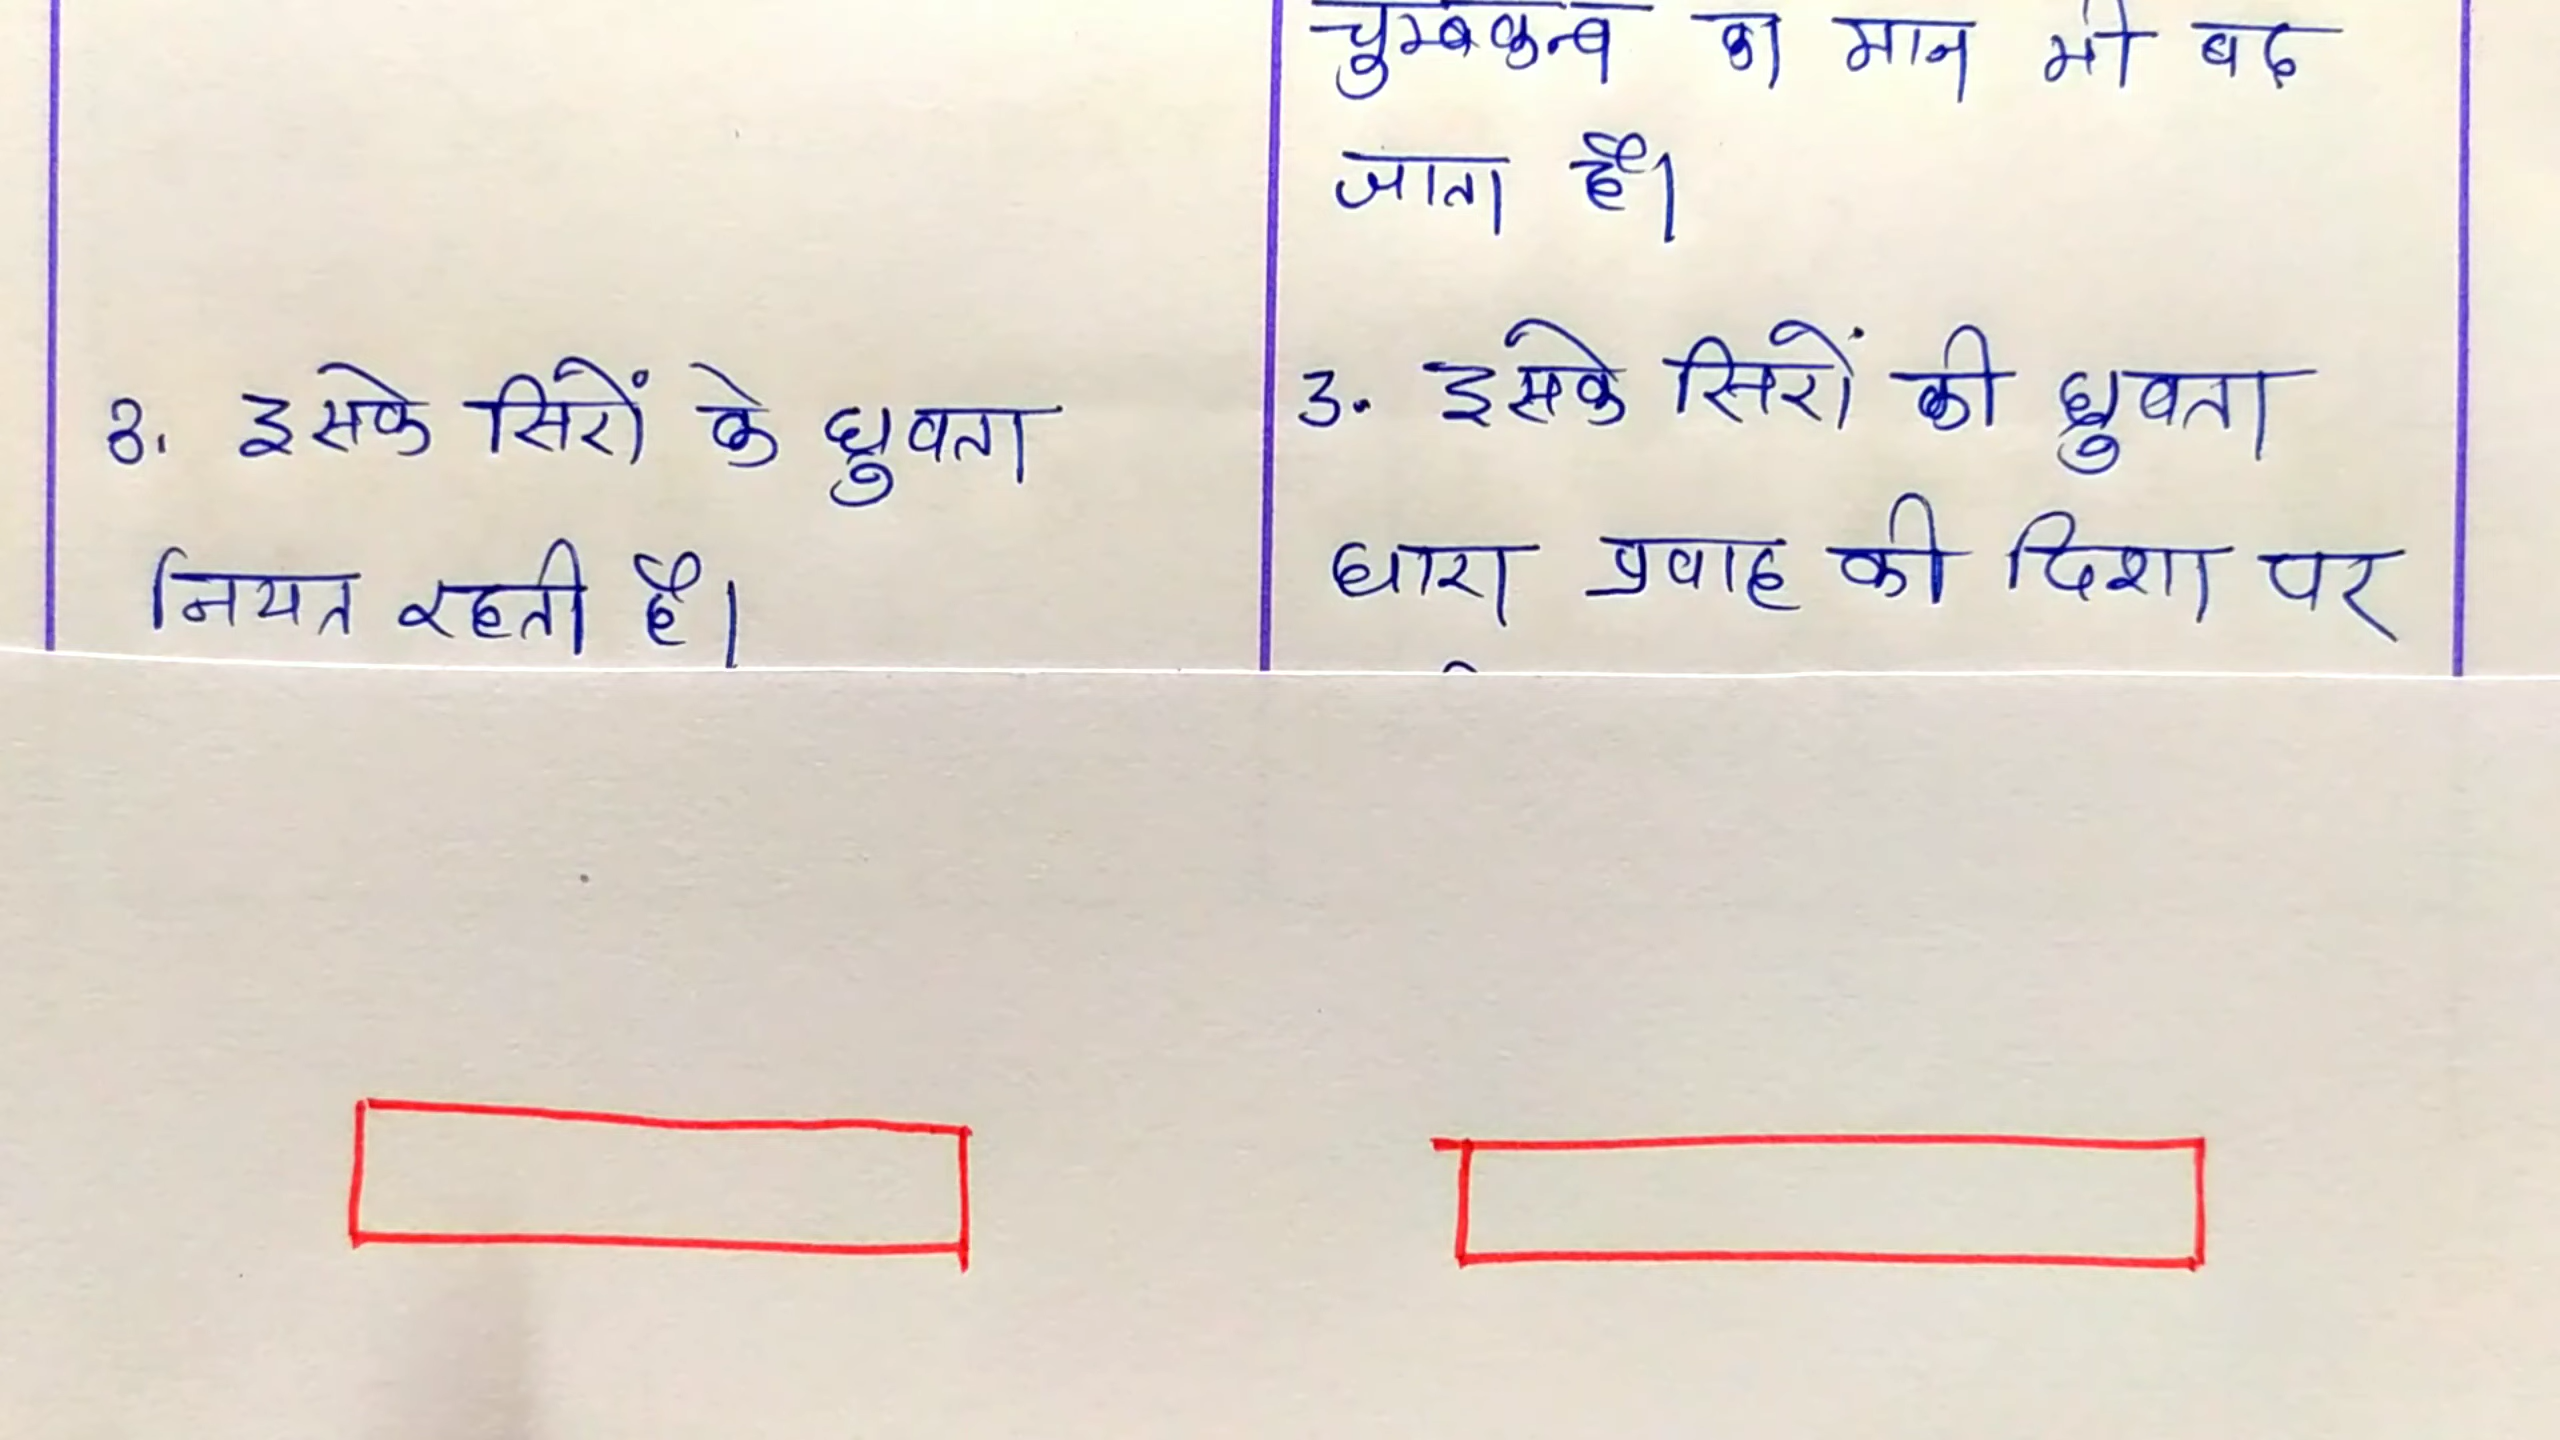 चुम्बकत्व का मान भी बढ़
जाता है।
3. इसके सिरों के ध्रुवता
नियत रहती है।
3. इसके सिरों की ध्रुवता
धारा प्रवाह की दिशा पर